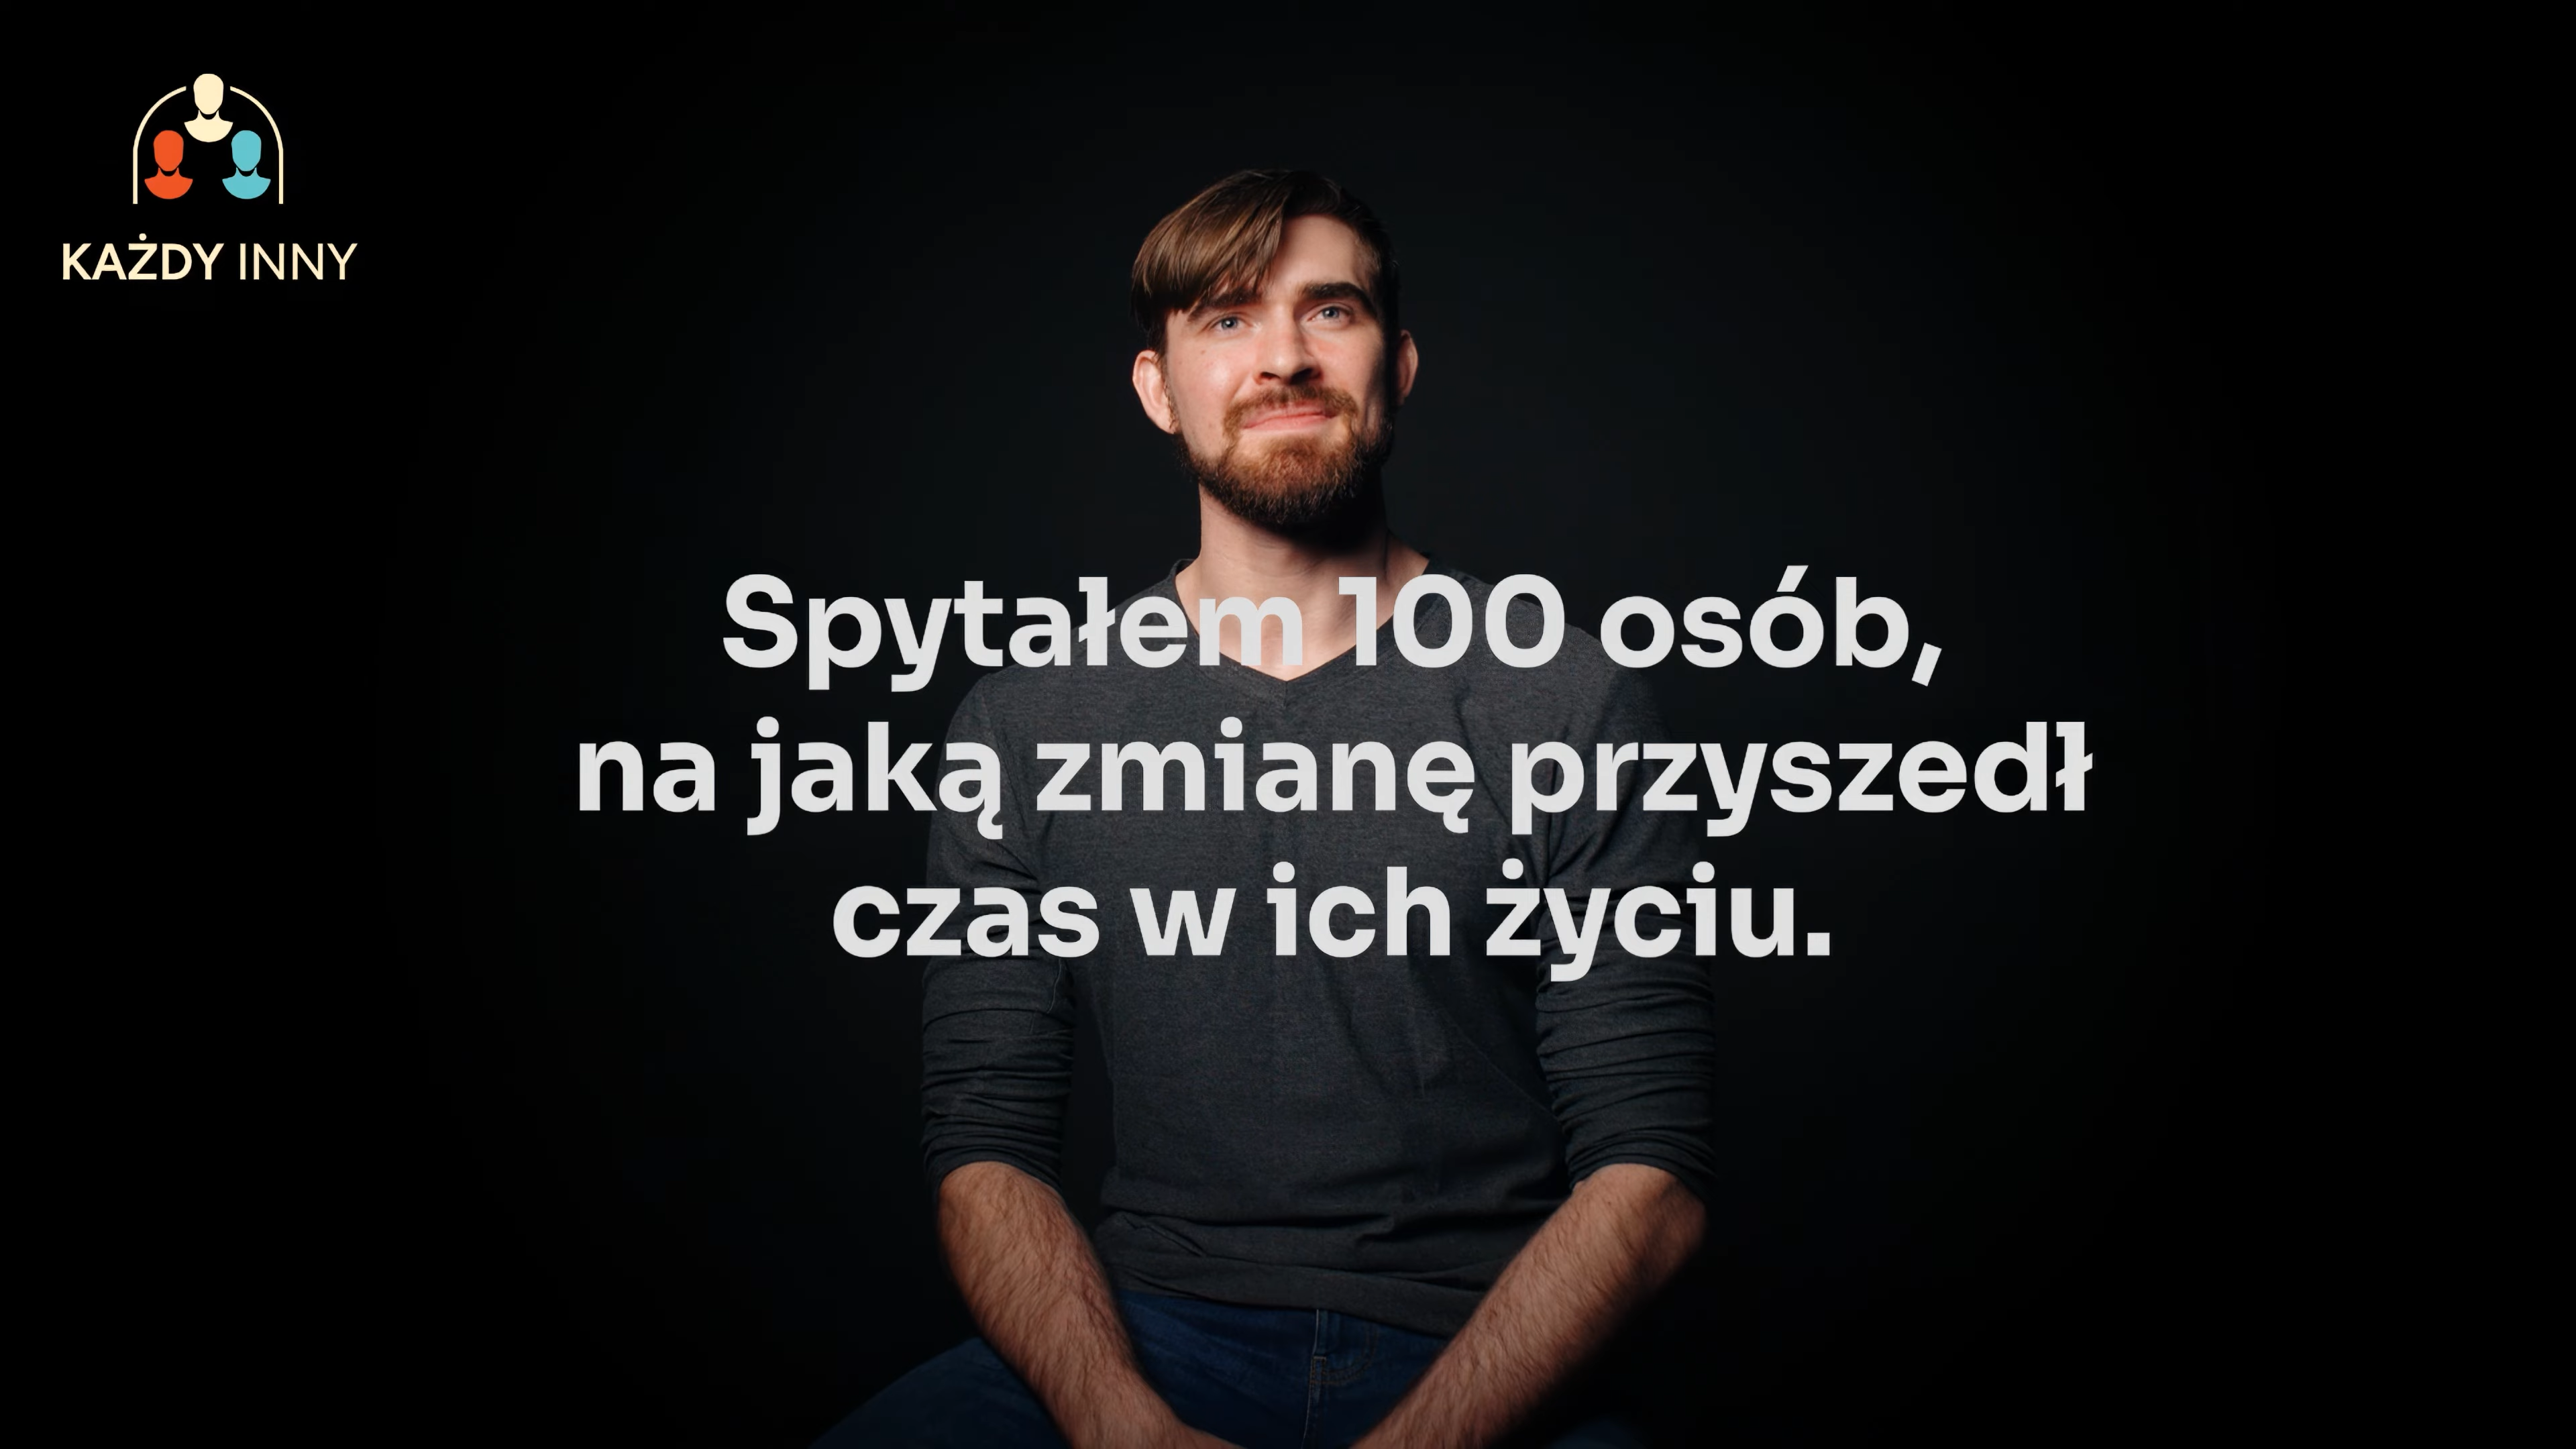 KAŻDY INNY
Spytałem 100 osób,
na jaką zmianę przyszedł
czas w ich życiu.